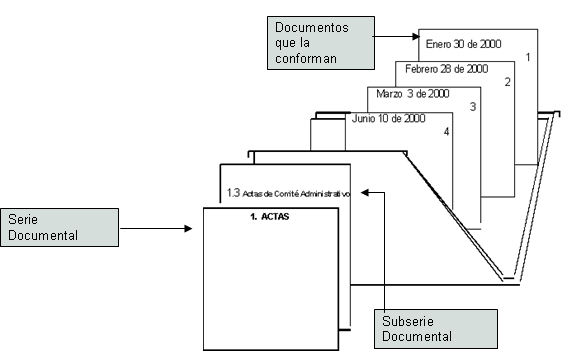 Documentos
que la
conforman
Enero 30 de 2000
1
Febrero 28 de 2000
2
Marzo 3 de 2000
3
Junio 10 de 2000
4
1.3 Actas de Comité Administrativo
Serie
Documental
1. ACTAS
Subserie
Documental